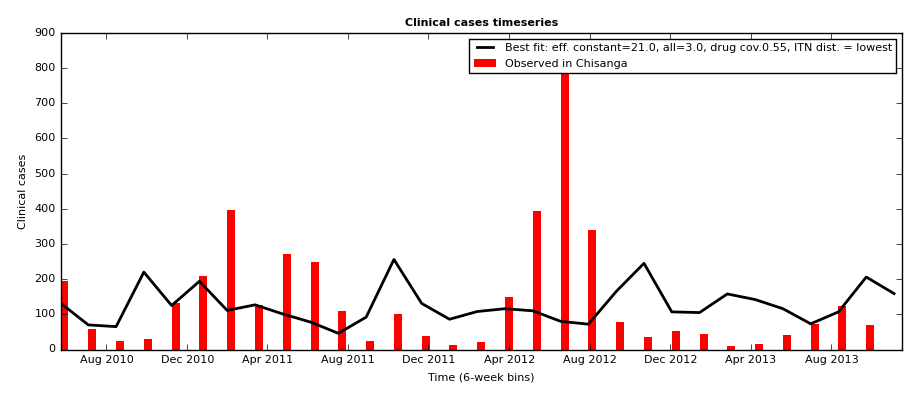 Clinical cases timeseries
Best fit: eff. constant=21.0, all=3.0, drug cov.0.55, ITN dist. = lowest
Observed in Chisanga
Clinical cases
900
800
700
600
500
400
300
200
100
0
Aug 2010 Dec 2010 Apr 2011 Aug 2011 Dec 2011 Apr 2012 Aug 2012 Dec 2012 Apr 2013 Aug 2013
Time (6-week bins)